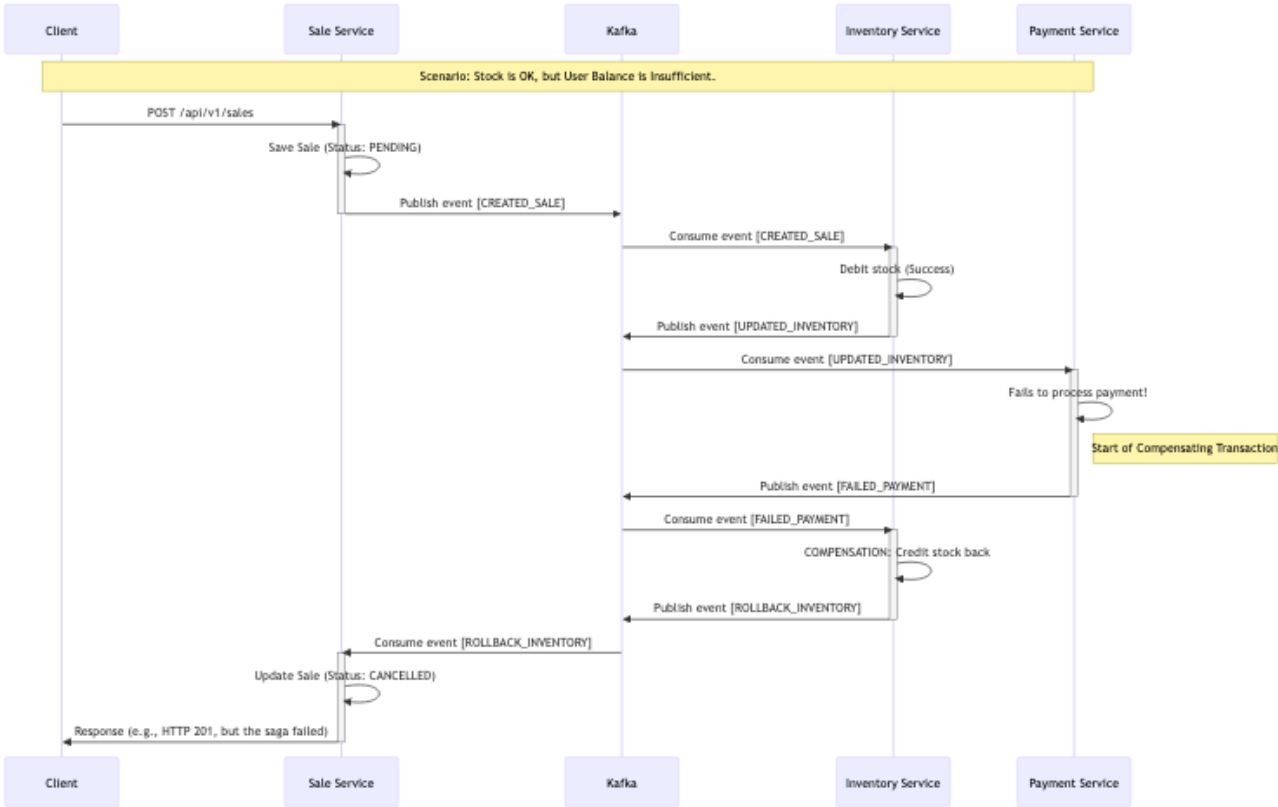 Client
Sale Service
Kafka
Inventory Service
Payment Service
Scenario: Stock is OK, but User Balance is Insufficient.
POST /api/v1/sales
Save Sale (Status: PENDING)
Publish event [CREATED_SALE]
Consume event [CREATED_SALE]
Debit stock (Success)
Publish event [UPDATED_INVENTORY]
Consume event [UPDATED_INVENTORY]
Fails to process payment!
Start of Compensating Transaction
Publish event [FAILED_PAYMENT]
Consume event [FAILED_PAYMENT]
COMPENSATION: Credit stock back
Publish event [ROLLBACK_INVENTORY]
Consume event [ROLLBACK_INVENTORY]
Update Sale (Status: CANCELLED)
Response (e.g., HTTP 201, but the saga failed)
Client
Sale Service
Kafka
Inventory Service
Payment Service